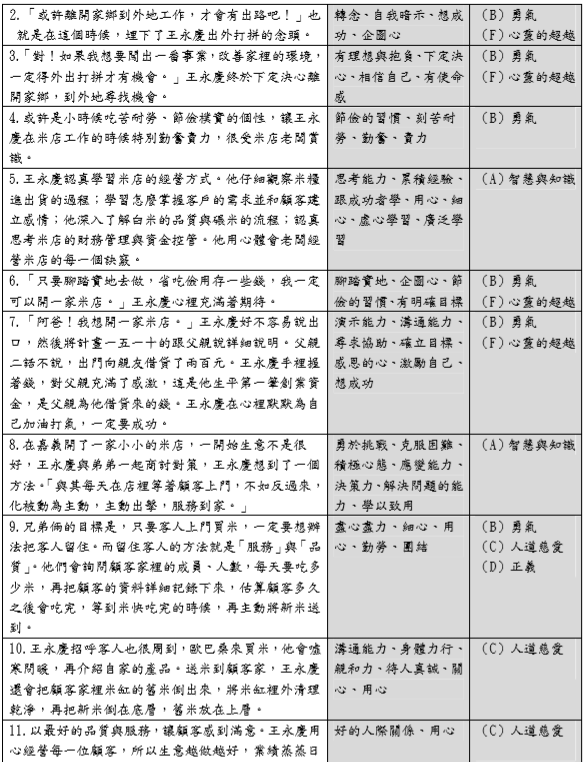 2.「或許離開家鄉到外地工作，才會有出路吧！」也
就是在這個時候，埋下了王永慶出外打拼的念頭。
轉念、自我暗示、想成
功、企圖心
(B) 勇氣
(F) 心靈的超越
3.「對！如果我想要闖出一番事業，改善家裡的環境，
一定得外出打拼才有機會。」王永慶終於下定決心離
開家鄉，到外地尋找機會。
有理想與抱負、下定決
心、相信自己、有使命
感
(B) 勇氣
(F) 心靈的超越
4.或許是小時候吃苦耐勞、節儉樸實的個性，讓王永
慶在米店工作的時候特別勤奮賣力，很受米店老闆賞
識。
節儉的習慣、刻苦耐
勞、勤奮、賣力
(B) 勇氣
5.王永慶認真學習米店的經營方式。他仔細觀察米糧
進出貨的過程；學習怎麼掌握客戶的需求並和顧客建
立感情；他深入了解白米的品質與碾米的流程；認真
思考米店的財務管理與資金控管。他用心體會老闆經
營米店的每一個訣竅。
思考能力、累積經驗、
跟成功者學、用心、細
心、虛心學習、廣泛學
習
(A) 智慧與知識
6.「只要腳踏實地去做，省吃儉用存一些錢，我一定
可以開一家米店。」王永慶心裡充滿著期待。
腳踏實地、企圖心、節
儉的習慣、有明確目標
(B) 勇氣
(F) 心靈的超越
7.「阿爸！我想開一家米店。」王永慶好不容易說出
口，然後將計畫一五一十的跟父親說詳細說明。父親
二話不說，出門向親友借貸了兩百元。王永慶手裡握
著錢，對父親充滿了感激，這是他生平第一筆創業資
金，是父親為他借貸來的錢。王永慶在心裡默默為自
己加油打氣，一定要成功。
演示能力、溝通能力、
尋求協助、確立目標、
感恩的心、激勵自己、
想成功
(B) 勇氣
(F) 心靈的超越
8.在嘉義開了一家小小的米店，一開始生意不是很
好，王永慶與弟弟一起商討對策，王永慶想到了一個
方法。「與其每天在店裡等著顧客上門，不如反過來，
化被動為主動，主動出擊，服務到家。」
勇於挑戰、克服困難、
積極心態、應變能力、
決策力、解決問題的能
力、學以致用
(A) 智慧與知識
9.兄弟倆的目標是，只要客人上門買米，一定要想辦
法把客人留住。而留住客人的方法就是「服務」與「品
質」。他們會詢問顧客家裡的成員、人數，每天要吃多
少米，再把顧客的資料詳細記錄下來，估算顧客多久
之後會吃完，等到米快吃完的時候，再主動將新米送
到。
盡心盡力、細心、用
心、勤勞、團結
(B) 勇氣
(C) 人道慈愛
(D) 正義
10.王永慶招呼客人也很周到，歐巴桑來買米，他會噓
寒問暖，再介紹自家的產品。送米到顧客家，王永慶
還會把顧客家裡米缸的舊米倒出來，將米缸裡外清理
乾淨，再把新米倒在底層，舊米放在上層。
溝通能力、身體力行、
親和力、待人真誠、關
心、用心
(C) 人道慈愛
11.以最好的品質與服務，讓顧客感到滿意。王永慶用
心經營每一位顧客，所以生意越做越好，業績蒸蒸日
好的人際關係、用心
(C) 人道慈愛